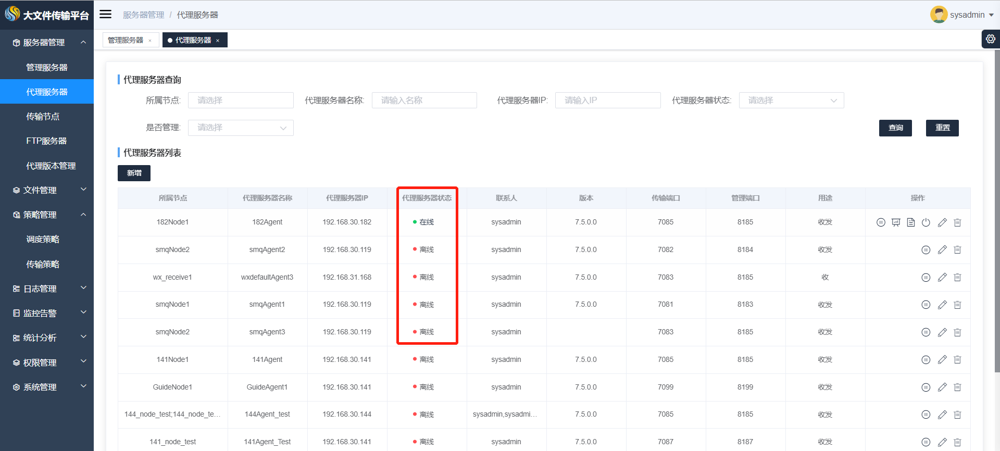 大文件传输平台
服务器管理 / 代理服务器
sysadmin
管理服务器 ×
代理服务器 ×
服务器管理
管理服务器
代理服务器
传输节点
FTP服务器
代理版本管理
文件管理
策略管理
调度策略
传输策略
日志管理
监控告警
统计分析
权限管理
系统管理
代理服务器查询
所属节点: 请选择 代理服务器名称: 请输入名称 代理服务器IP: 请输入IP 代理服务器状态: 请选择
是否管理: 请选择 查询 重置
代理服务器列表
新增
所属节点 代理服务器名称 代理服务器IP 代理服务器状态 联系人 版本 传输端口 管理端口 用途 操作
182Node1 182Agent 192.168.30.182 在线 sysadmin 7.5.0.0 7085 8185 收发
smqNode2 smqAgent2 192.168.30.119 离线 sysadmin 7.5.0.0 7082 8184 收发
wx_receive1 wxdefaultAgent3 192.168.31.168 离线 sysadmin 7.5.0.0 7083 8185 收
smqNode1 smqAgent1 192.168.30.119 离线 sysadmin 7.5.0.0 7081 8183 收发
smqNode2 smqAgent3 192.168.30.119 离线 sysadmin 7083 8185 收发
141Node1 141Agent 192.168.30.141 离线 sysadmin 7.5.0.0 7085 8185 收发
GuideNode1 GuideAgent1 192.168.30.141 离线 sysadmin 7.5.0.0 7099 8199 收发
144_node_test;144_node_te... 144Agent_test 192.168.30.144 离线 sysadmin,sysadmi... 7.5.0.0 7085 8185 收发
141_node_test 141Agent_Test 192.168.30.141 离线 sysadmin 7.5.0.0 7087 8187 收发